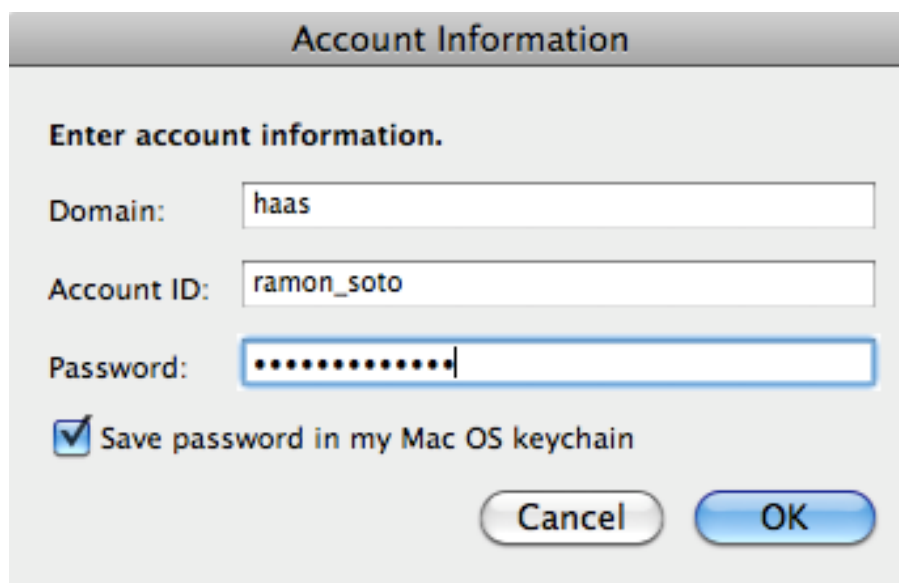 Account Information
Enter account information.
Domain: haas
Account ID: ramon_soto
Password: •••••••••••••
Save password in my Mac OS keychain
Cancel OK